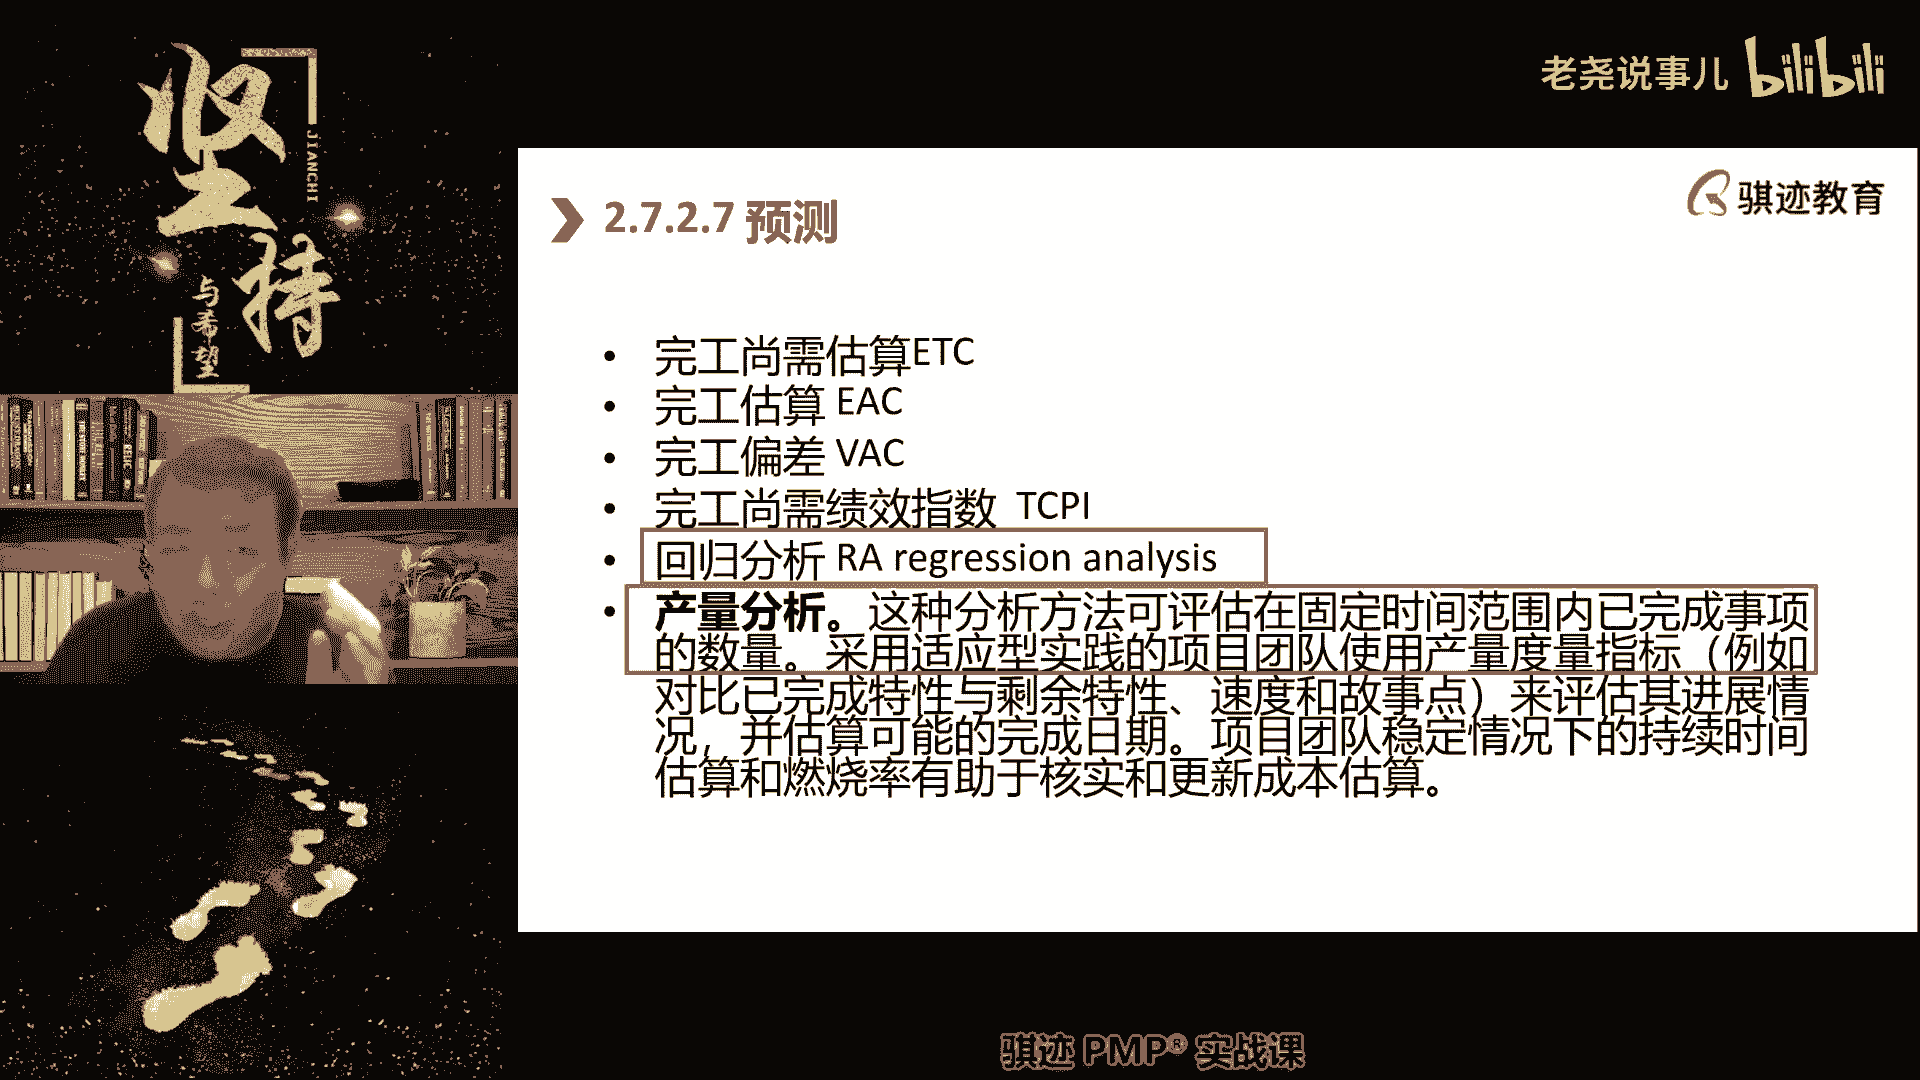 坚持
JIANCHI
与希望
老尧说事儿 bilibili
骐迹教育
2.7.2.7 预测
• 完工尚需估算ETC
• 完工估算 EAC
• 完工偏差 VAC
• 完工尚需绩效指数 TCPI
• 回归分析 RA regression analysis
• 产量分析。这种分析方法可评估在固定时间范围内已完成事项
的数量。采用适应型实践的项目团队使用产量度量指标（例如
对比已完成特性与剩余特性、速度和故事点）来评估其进展情
况，并估算可能的完成日期。项目团队稳定情况下的持续时间
估算和燃烧率有助于核实和更新成本估算。
骐迹 PMP® 实战课